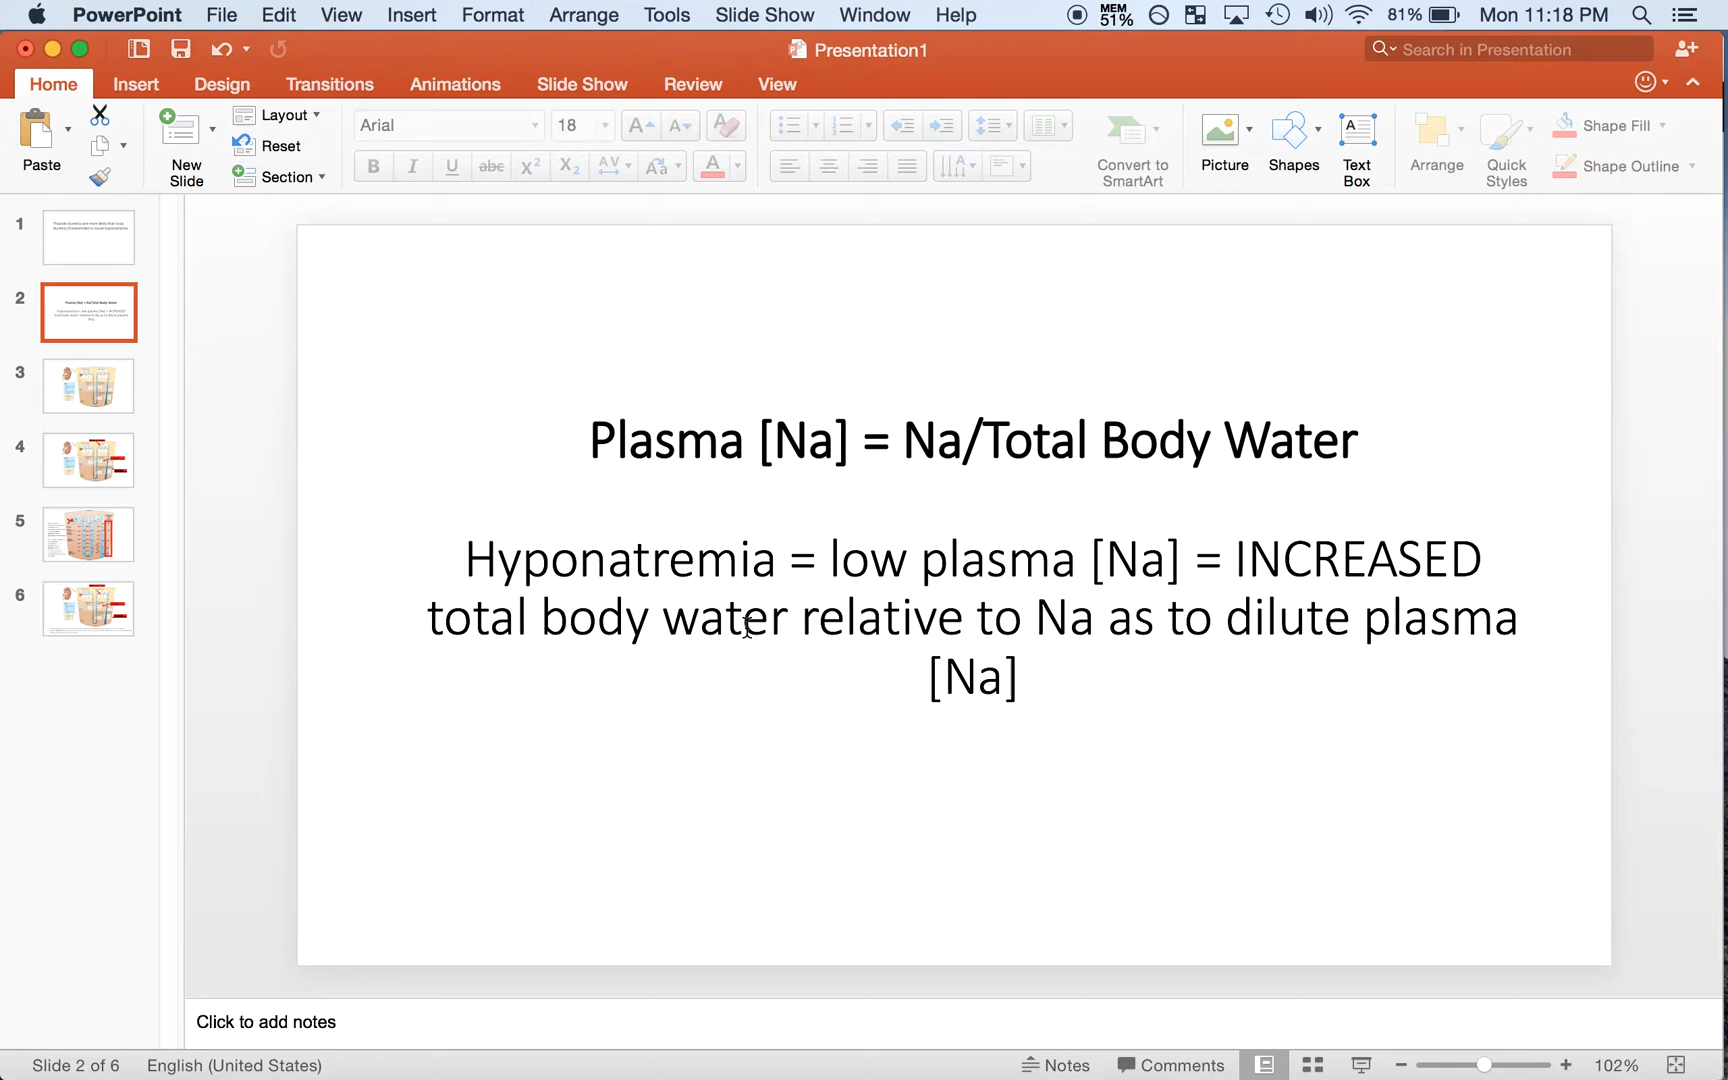 PowerPoint File Edit View Insert Format Arrange Tools Slide Show Window Help MEM 51% 81% Mon 11:18 PM
Presentation1
Search in Presentation
Home Insert Design Transitions Animations Slide Show Review View
Paste
New Slide
Layout
Reset
Section
Arial 18
B I U abc X² X₂ AV Aa A
Convert to SmartArt
Picture
Shapes
Text Box
Arrange
Quick Styles
Shape Fill
Shape Outline
1
2
3
4
5
6
Plasma [Na] = Na/Total Body Water
Hyponatremia = low plasma [Na] = INCREASED
total body water relative to Na as to dilute plasma
[Na]
Click to add notes
Slide 2 of 6 English (United States) Notes Comments 102%